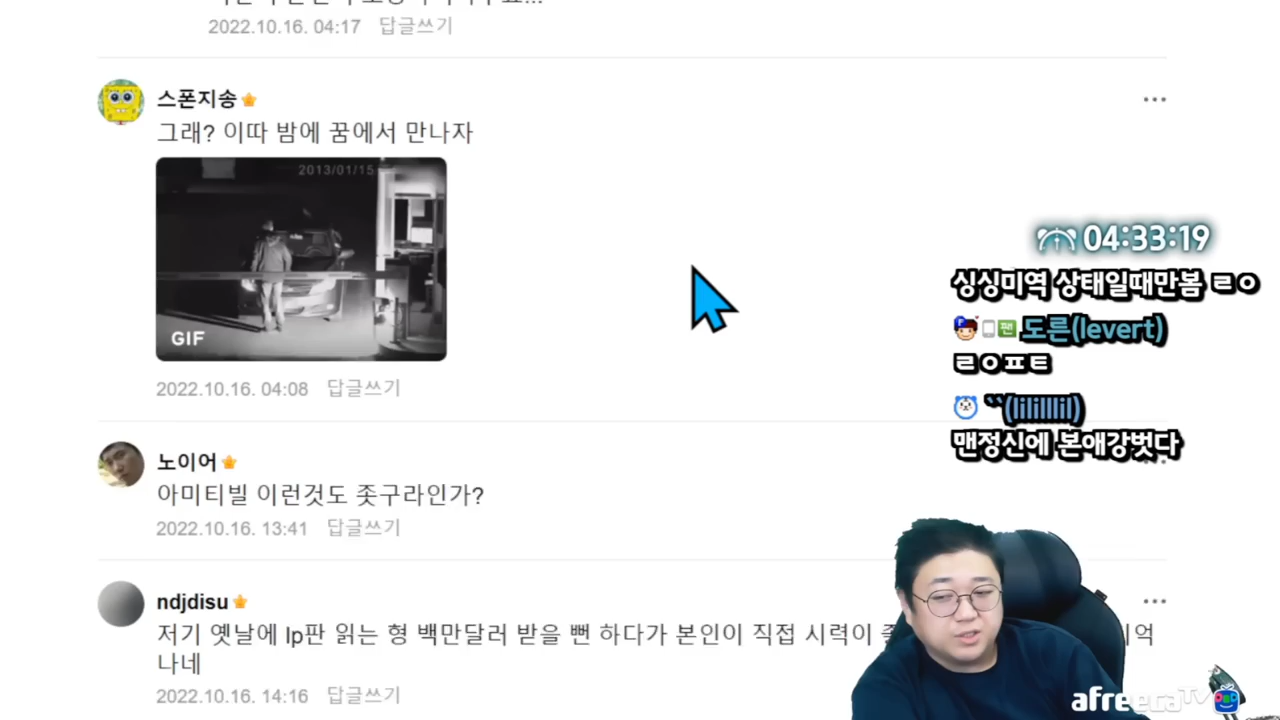 2022.10.16. 04:17 답글쓰기
스폰지송
그래? 이따 밤에 꿈에서 만나자
2013/01/15
GIF
2022.10.16. 04:08 답글쓰기
노이어
아미티빌 이런것도 좃구라인가?
2022.10.16. 13:41 답글쓰기
ndjdisu
저기 옛날에 lp판 읽는 형 백만달러 받을 뻔 하다가 본인이 직접 시력이
나네
2022.10.16. 14:16 답글쓰기
04:33:19
싱싱미역 상태일때만봄 ㄹㅇ
팬 도른(levert)
ㄹㅇㅍㅌ
``(lililllil)
맨정신에 본애강벗다
afreecaTV